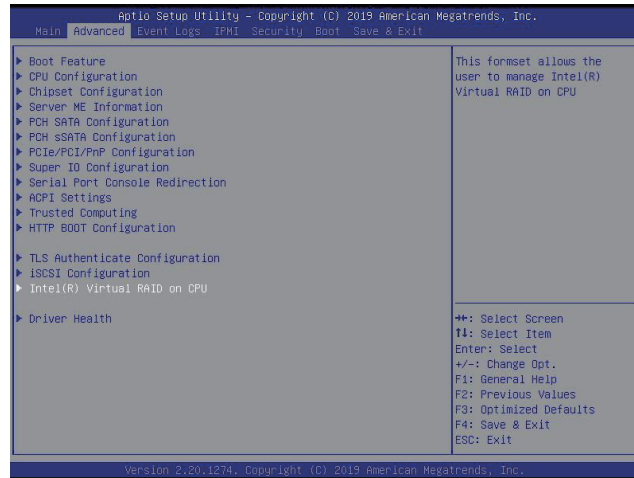 Aptio Setup Utility – Copyright (C) 2019 American Megatrends, Inc.
Main Advanced Event Logs IPMI Security Boot Save & Exit
▶ Boot Feature
▶ CPU Configuration
▶ Chipset Configuration
▶ Server ME Information
▶ PCH SATA Configuration
▶ PCH sSATA Configuration
▶ PCIe/PCI/PnP Configuration
▶ Super IO Configuration
▶ Serial Port Console Redirection
▶ ACPI Settings
▶ Trusted Computing
▶ HTTP BOOT Configuration
▶ TLS Authenticate Configuration
▶ iSCSI Configuration
▶ Intel(R) Virtual RAID on CPU
▶ Driver Health
This formset allows the
user to manage Intel(R)
Virtual RAID on CPU
→←: Select Screen
↑↓: Select Item
Enter: Select
+/-: Change Opt.
F1: General Help
F2: Previous Values
F3: Optimized Defaults
F4: Save & Exit
ESC: Exit
Version 2.20.1274. Copyright (C) 2019 American Megatrends, Inc.